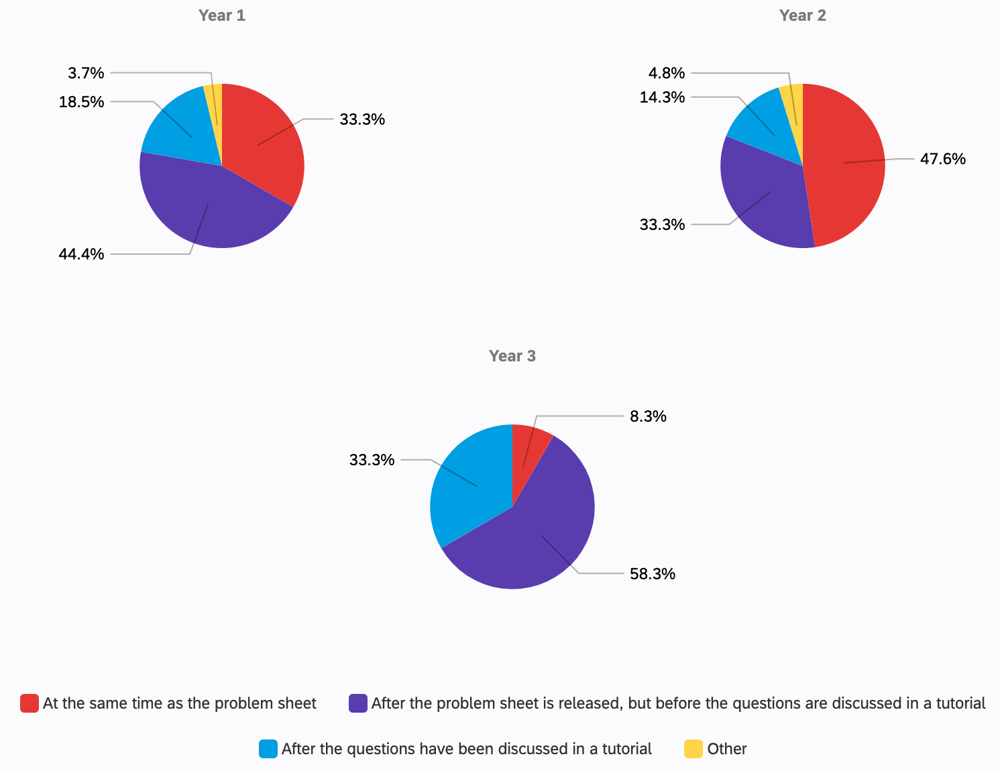 Year 1
Year 2
3.7%
18.5%
33.3%
44.4%
4.8%
14.3%
47.6%
33.3%
Year 3
8.3%
33.3%
58.3%
At the same time as the problem sheet
After the problem sheet is released, but before the questions are discussed in a tutorial
After the questions have been discussed in a tutorial
Other